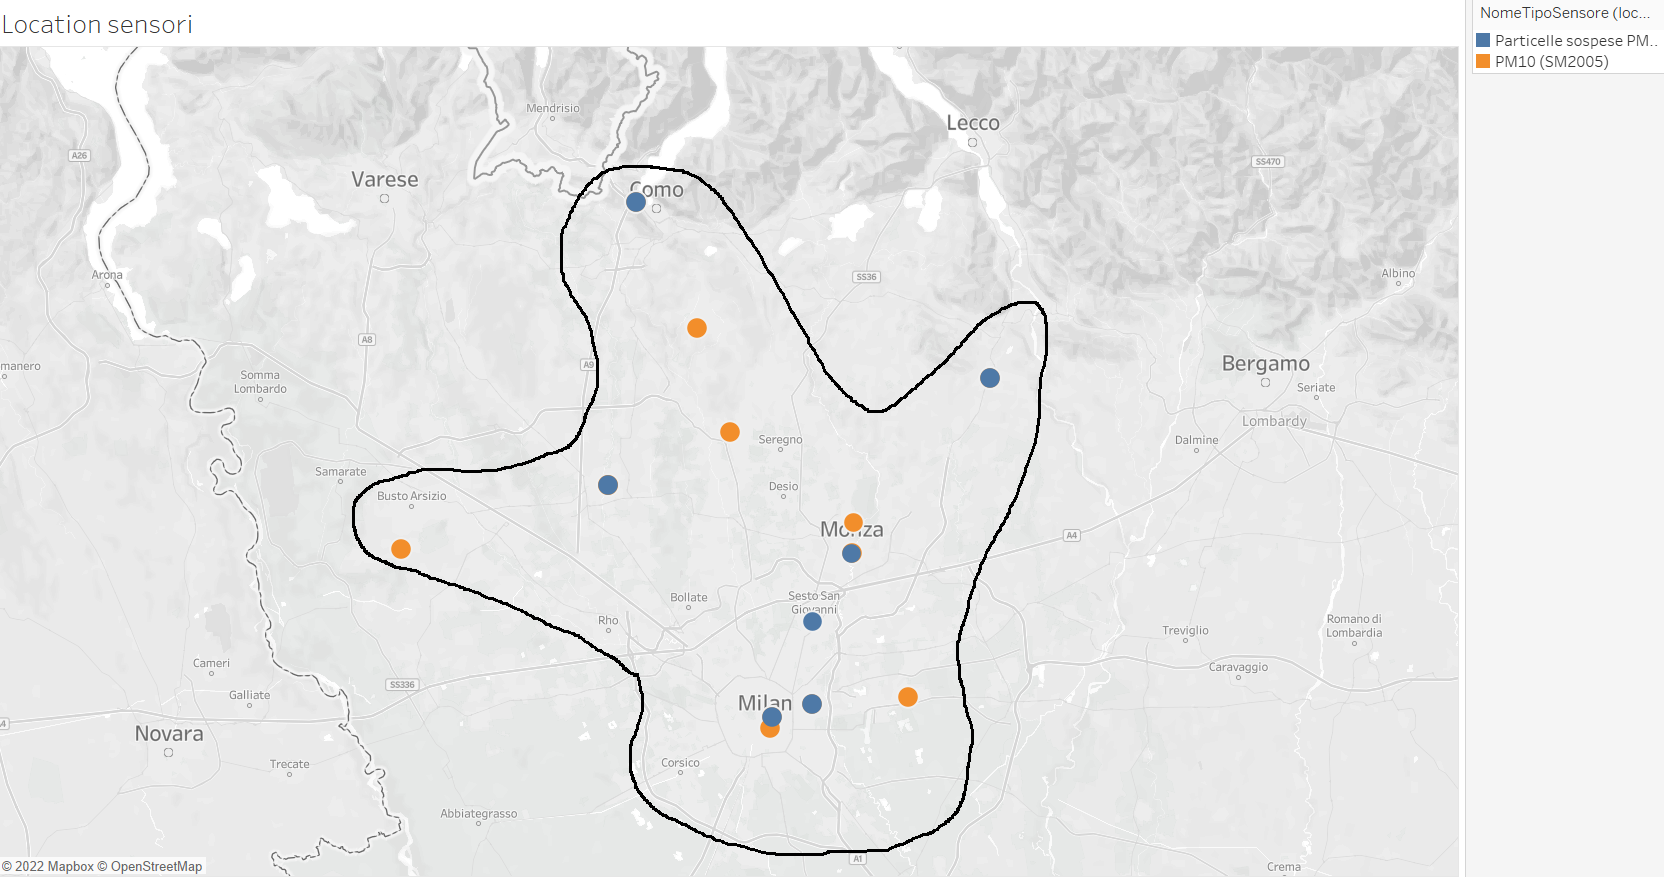 Location sensori
NomeTipoSensore (loc...
Particelle sospese PM..
PM10 (SM2005)
Mendrisio
Lecco
A26
SS470
Varese
Como
Arona
SS36
Albino
A8
manero
A9
Bergamo
Somma
Lombardo
Seriate
Lombardy
Seregno
Dalmine
Samarate
Busto Arsizio
Desio
Monza
A4
Bollate
Sesto San
Giovanni
Rho
Romano di
Lombardia
Treviglio
Cameri
Caravaggio
SS336
Galliate
Milan
A4
Novara
Corsico
Trecate
Abbiategrasso
A1
Crema
© 2022 Mapbox © OpenStreetMap